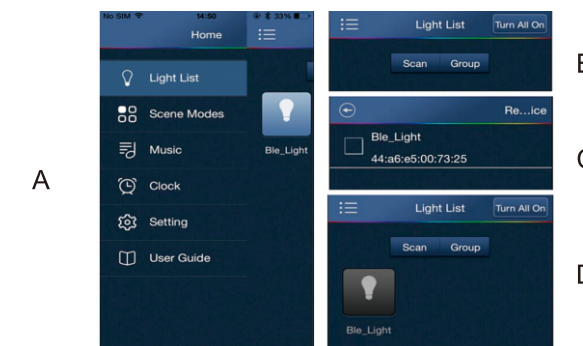 A
No SIM 14:50 33%
Home
Light List
Scene Modes
Music
Clock
Setting
User Guide
Ble_Light
B
Light List Turn All On
Scan Group
C
Re...ice
Ble_Light
44:a6:e5:00:73:25
D
Light List Turn All On
Scan Group
Ble_Light